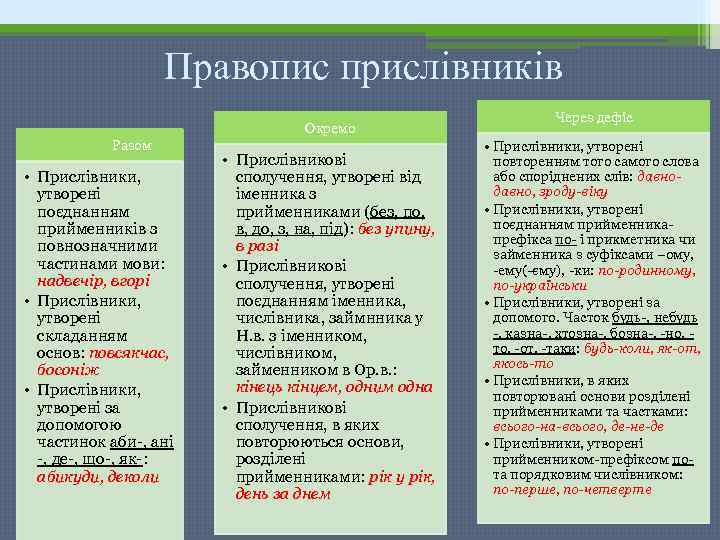 Правопис прислівників
Разом
• Прислівники,
утворені
поєднанням
прийменників з
повнозначними
частинами мови:
надвечір, вгорі
• Прислівники,
утворені
складанням
основ: повсякчас,
босоніж
• Прислівники,
утворені за
допомогою
частинок аби-, ані
-, де-, що-, як-:
абикуди, деколи
Окремо
• Прислівникові
сполучення, утворені від
іменника з
прийменниками (без, по,
в, до, з, на, під): без упину,
в разі
• Прислівникові
сполучення, утворені
поєднанням іменника,
числівника, займнника у
Н.в. з іменником,
числівником,
займенником в Ор.в.:
кінець кінцем, одним одна
• Прислівникові
сполучення, в яких
повторюються основи,
розділені
прийменниками: рік у рік,
день за днем
Через дефіс
• Прислівники, утворені
повторенням того самого слова
або споріднених слів: давно-
давно, зроду-віку
• Прислівники, утворені
поєднанням прийменника-
префікса по- і прикметника чи
займенника з суфіксами –ому,
-ему(-єму), -ки: по-родинному,
по-українськи
• Прислівники, утворені за
допомого. Часток будь-, небудь
-, казна-, хтозна-, бозна-, -но, -
то, -от, -таки: будь-коли, як-от,
якось-то
• Прислівники, в яких
повторювані основи розділені
прийменниками та частками:
всього-на-всього, де-не-де
• Прислівники, утворені
прийменником-префіксом по-
та порядковим числівником:
по-перше, по-четверте